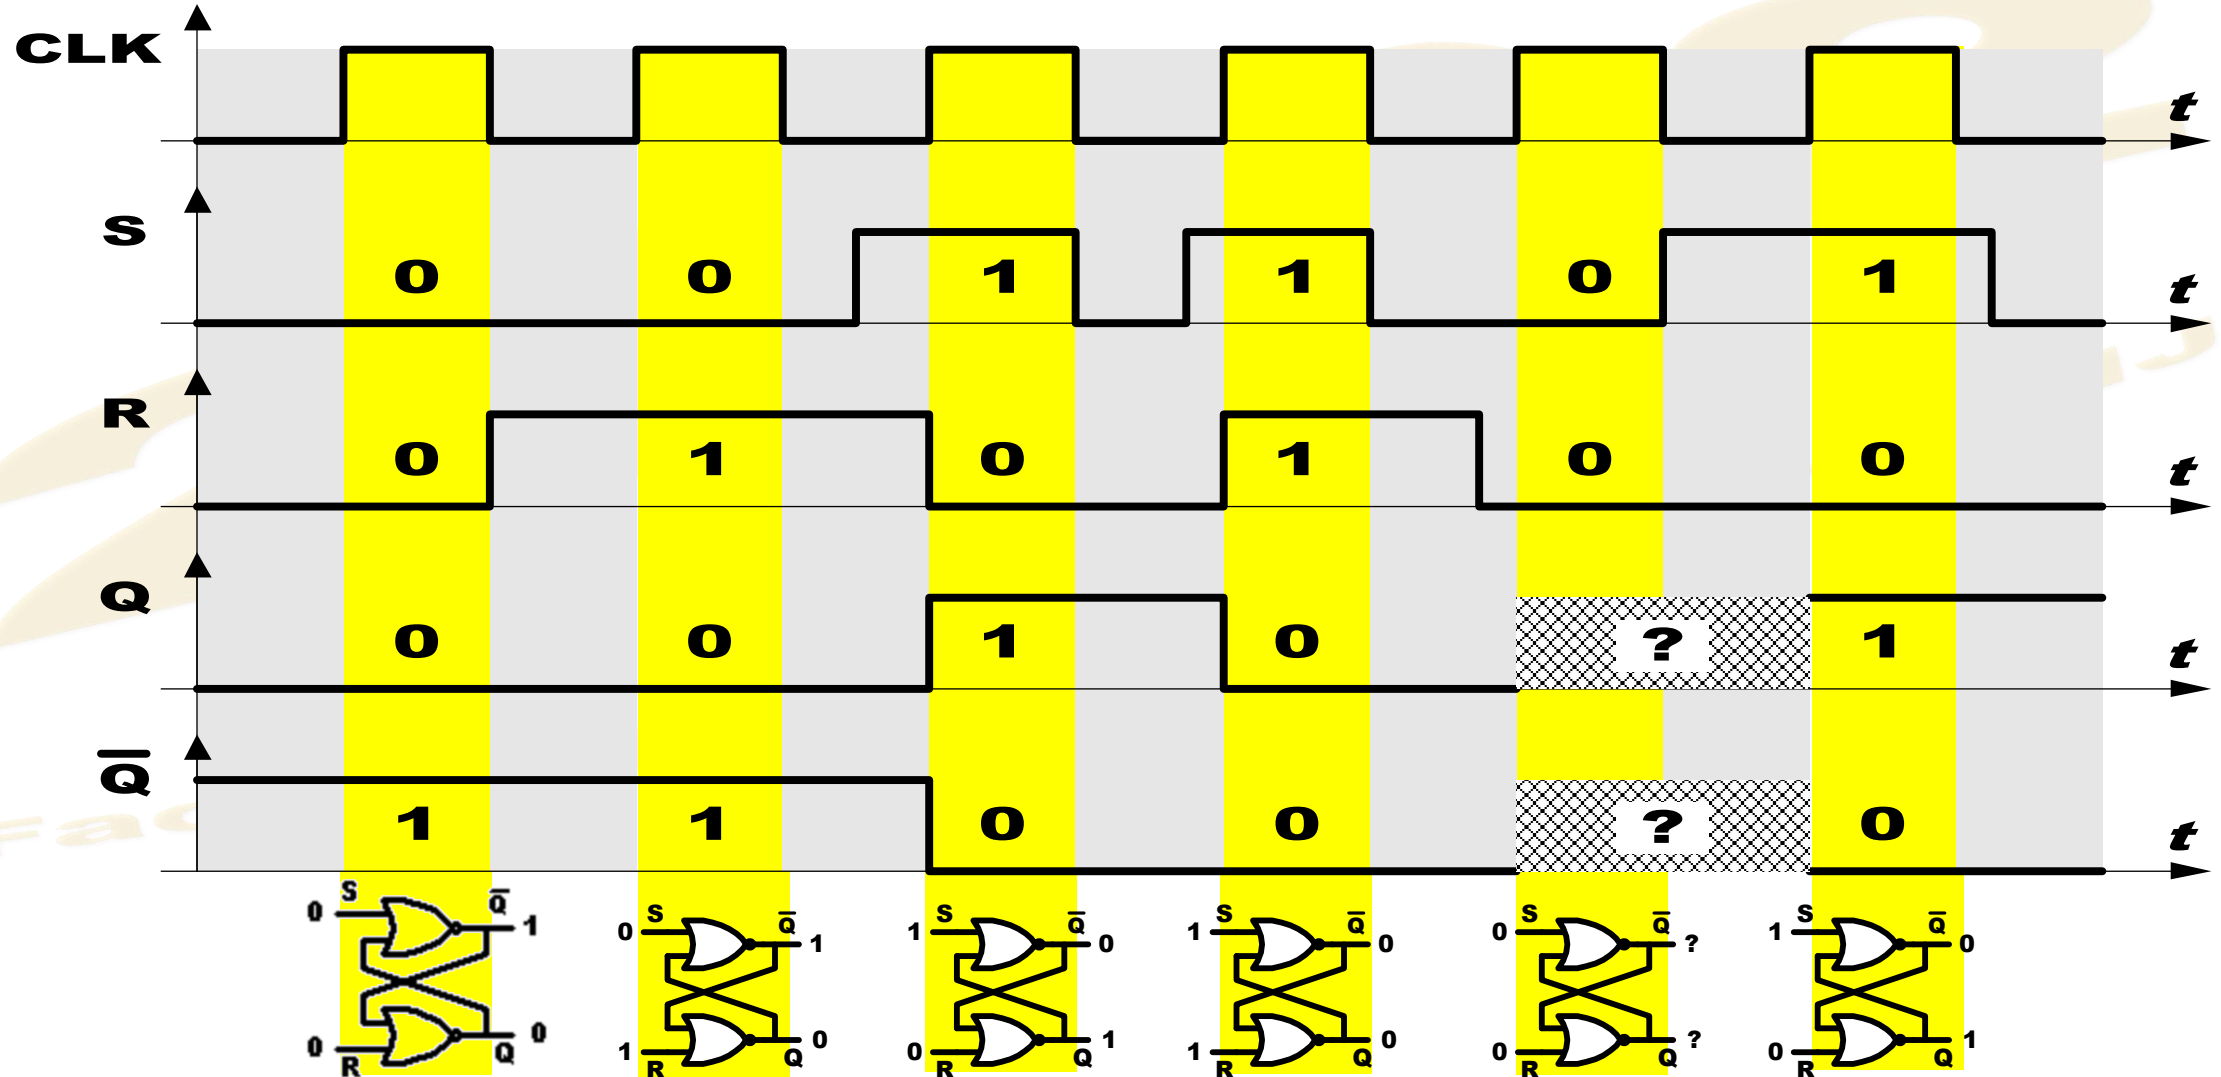 CLK t
S 0 0 1 1 0 1 t
R 0 1 0 1 0 0 t
Q 0 0 1 0 ? 1 t
Q̅ 1 1 0 0 ? 0 t
0 S Q̅ 1
0 R Q 0
0 S Q̅ 1
1 R Q 0
1 S Q̅ 0
0 R Q 1
1 S Q̅ 0
1 R Q 0
0 S Q̅ ?
0 R Q ?
1 S Q̅ 0
0 R Q 1